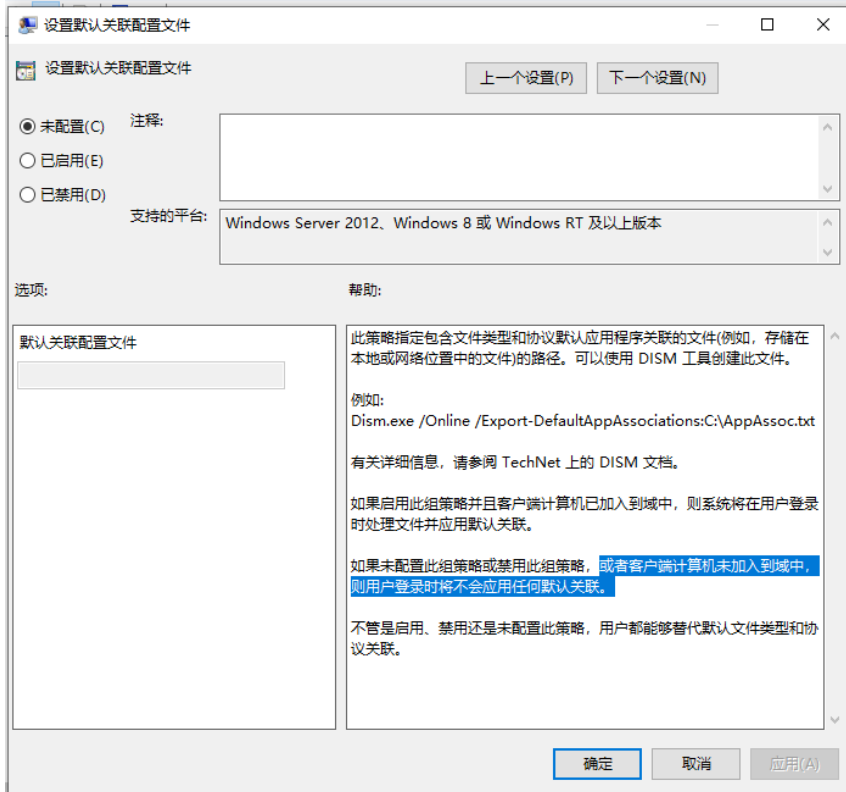 设置默认关联配置文件
设置默认关联配置文件
上一个设置(P)
下一个设置(N)
未配置(C)
注释:
已启用(E)
已禁用(D)
支持的平台:
Windows Server 2012、Windows 8 或 Windows RT 及以上版本
选项:
帮助:
默认关联配置文件
此策略指定包含文件类型和协议默认应用程序关联的文件(例如，存储在
本地或网络位置中的文件)的路径。可以使用 DISM 工具创建此文件。
例如:
Dism.exe /Online /Export-DefaultAppAssociations:C:\AppAssoc.txt
有关详细信息，请参阅 TechNet 上的 DISM 文档。
如果启用此组策略并且客户端计算机已加入到域中，则系统将在用户登录
时处理文件并应用默认关联。
如果未配置此组策略或禁用此组策略，或者客户端计算机未加入到域中，
则用户登录时将不会应用任何默认关联。
不管是启用、禁用还是未配置此策略，用户都能够替代默认文件类型和协
议关联。
确定
取消
应用(A)